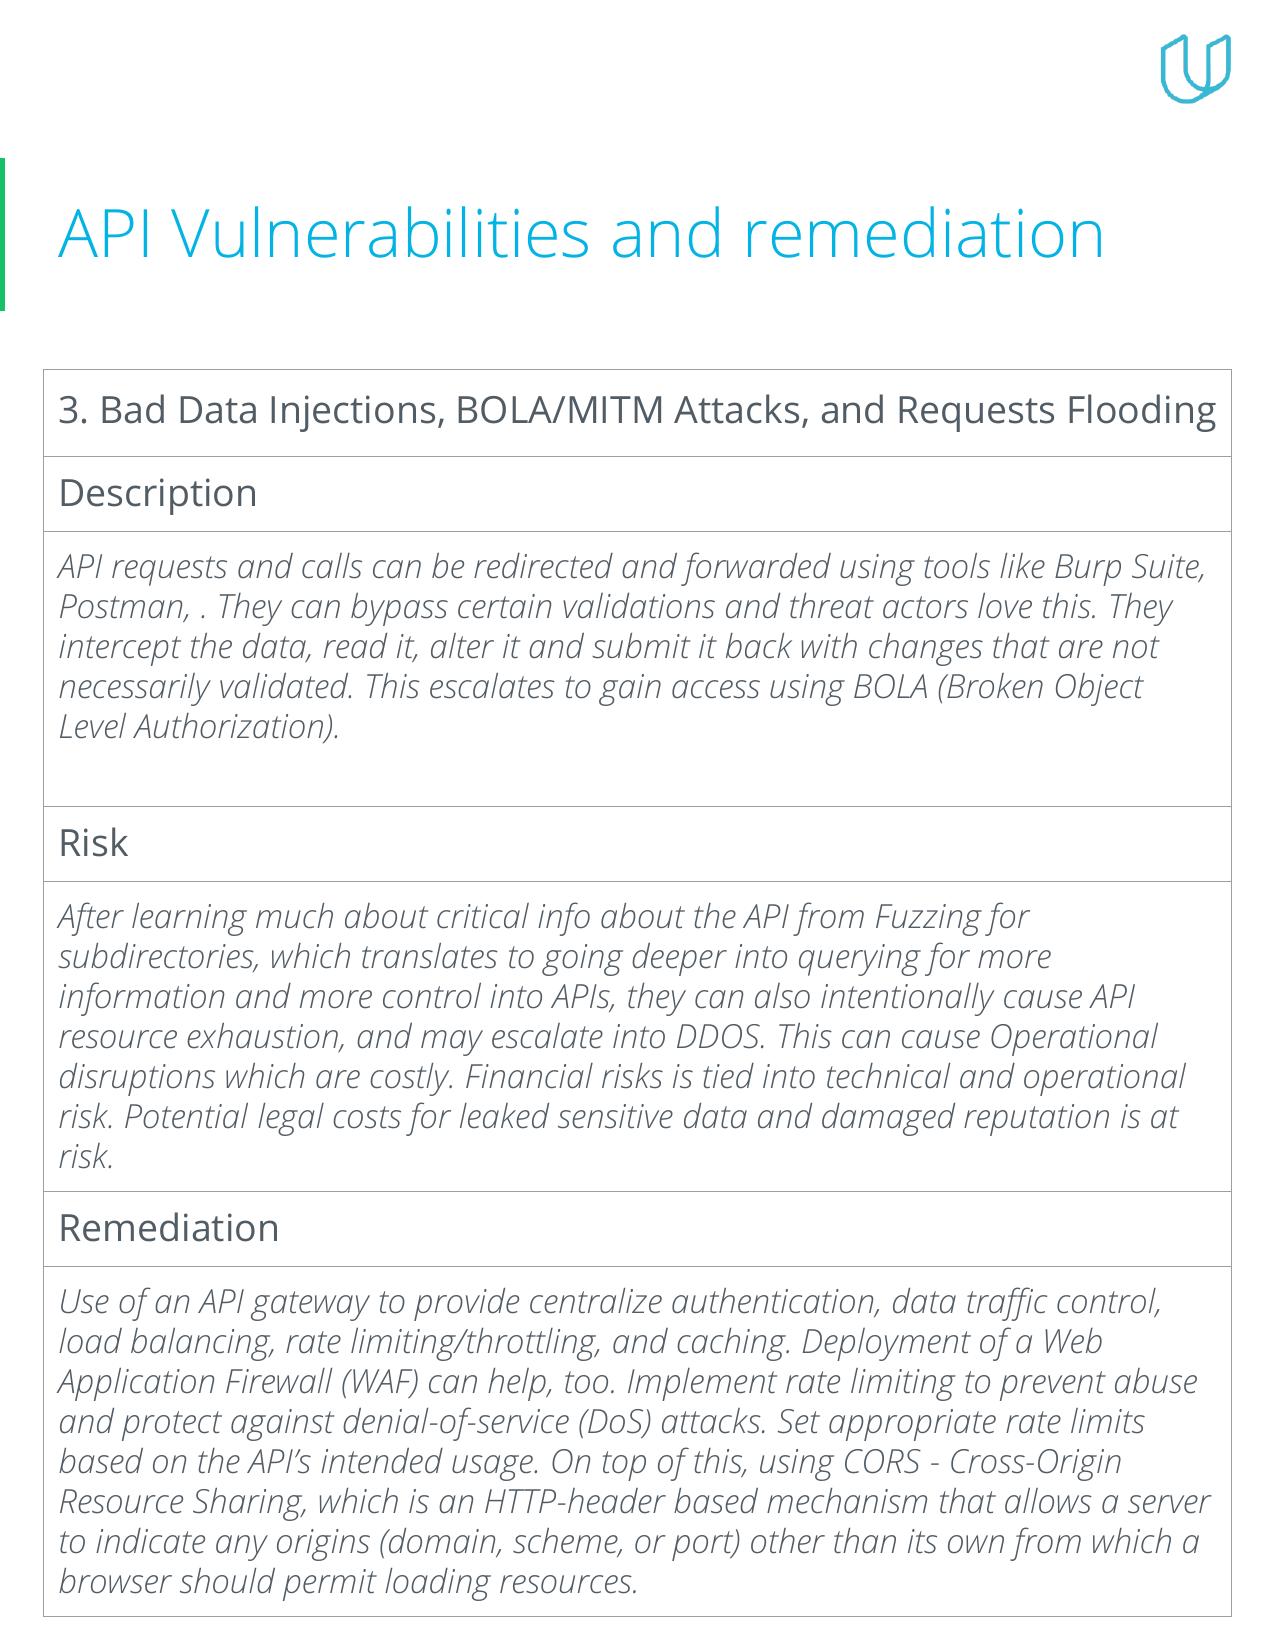 API Vulnerabilities and remediation
3. Bad Data Injections, BOLA/MITM Attacks, and Requests Flooding
Description
API requests and calls can be redirected and forwarded using tools like Burp Suite,
Postman, . They can bypass certain validations and threat actors love this. They
intercept the data, read it, alter it and submit it back with changes that are not
necessarily validated. This escalates to gain access using BOLA (Broken Object
Level Authorization).
Risk
After learning much about critical info about the API from Fuzzing for
subdirectories, which translates to going deeper into querying for more
information and more control into APIs, they can also intentionally cause API
resource exhaustion, and may escalate into DDOS. This can cause Operational
disruptions which are costly. Financial risks is tied into technical and operational
risk. Potential legal costs for leaked sensitive data and damaged reputation is at
risk.
Remediation
Use of an API gateway to provide centralize authentication, data traffic control,
load balancing, rate limiting/throttling, and caching. Deployment of a Web
Application Firewall (WAF) can help, too. Implement rate limiting to prevent abuse
and protect against denial-of-service (DoS) attacks. Set appropriate rate limits
based on the API’s intended usage. On top of this, using CORS - Cross-Origin
Resource Sharing, which is an HTTP-header based mechanism that allows a server
to indicate any origins (domain, scheme, or port) other than its own from which a
browser should permit loading resources.